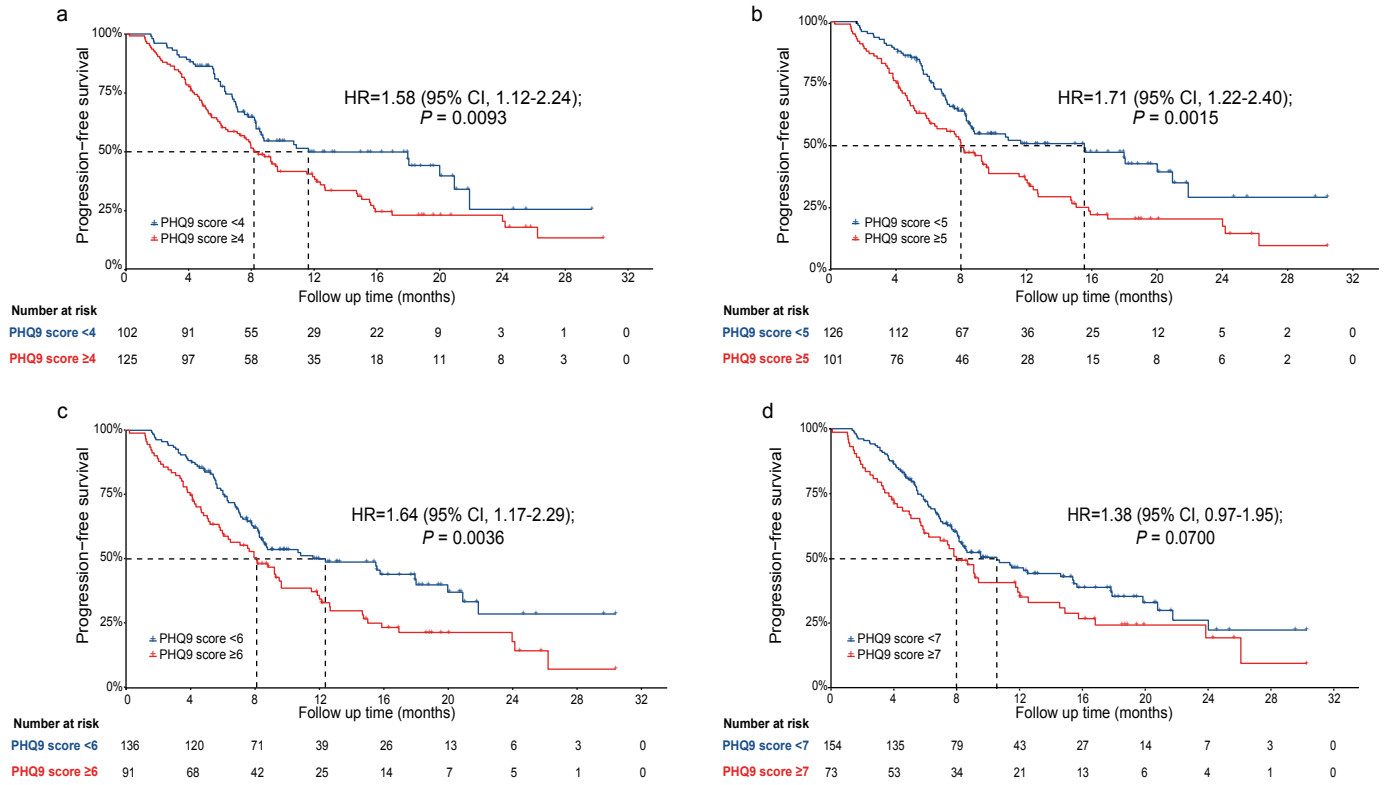 a
100%
75%
50%
25%
0%
Progression−free survival
HR=1.58 (95% CI, 1.12-2.24);
P = 0.0093
PHQ9 score <4
PHQ9 score ≥4
0 4 8 12 16 20 24 28 32
Follow up time (months)
Number at risk
PHQ9 score <4 102 91 55 29 22 9 3 1 0
PHQ9 score ≥4 125 97 58 35 18 11 8 3 0
b
100%
75%
50%
25%
0%
Progression−free survival
HR=1.71 (95% CI, 1.22-2.40);
P = 0.0015
PHQ9 score <5
PHQ9 score ≥5
0 4 8 12 16 20 24 28 32
Follow up time (months)
Number at risk
PHQ9 score <5 126 112 67 36 25 12 5 2 0
PHQ9 score ≥5 101 76 46 28 15 8 6 2 0
c
100%
75%
50%
25%
0%
Progression−free survival
HR=1.64 (95% CI, 1.17-2.29);
P = 0.0036
PHQ9 score <6
PHQ9 score ≥6
0 4 8 12 16 20 24 28 32
Follow up time (months)
Number at risk
PHQ9 score <6 136 120 71 39 26 13 6 3 0
PHQ9 score ≥6 91 68 42 25 14 7 5 1 0
d
100%
75%
50%
25%
0%
Progression−free survival
HR=1.38 (95% CI, 0.97-1.95);
P = 0.0700
PHQ9 score <7
PHQ9 score ≥7
0 4 8 12 16 20 24 28 32
Follow up time (months)
Number at risk
PHQ9 score <7 154 135 79 43 27 14 7 3 0
PHQ9 score ≥7 73 53 34 21 13 6 4 1 0